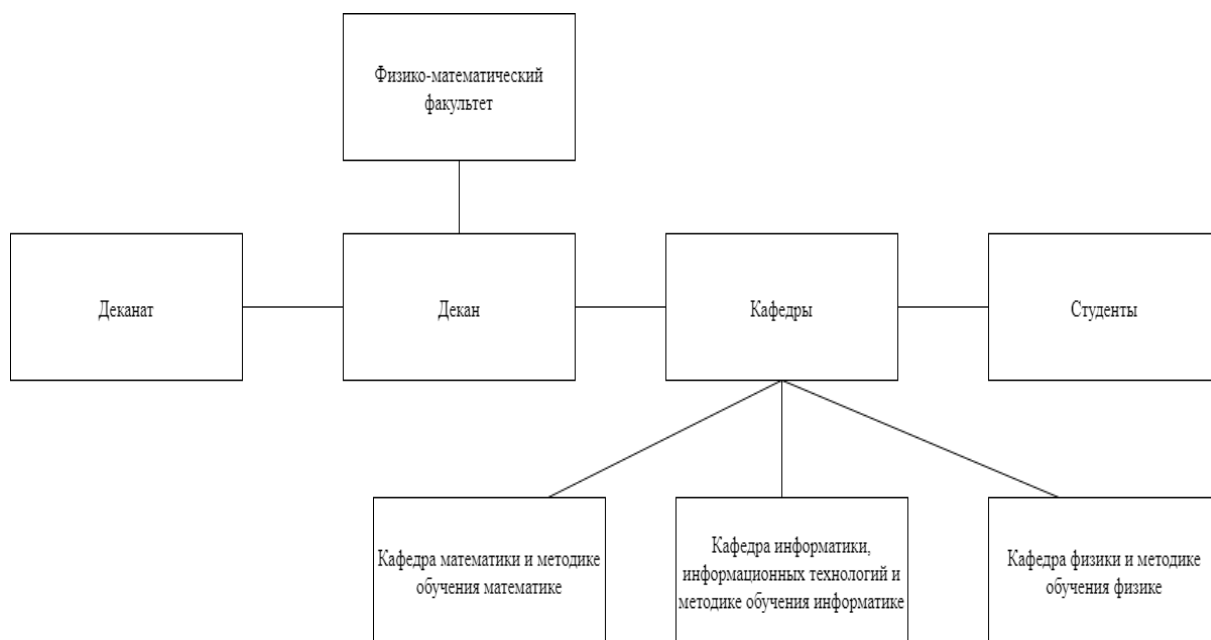 Физико-математический
факультет
Деканат
Декан
Кафедры
Студенты
Кафедра математики и методике
обучения математике
Кафедра информатики,
информационных технологий и
методике обучения информатике
Кафедра физики и методике
обучения физике